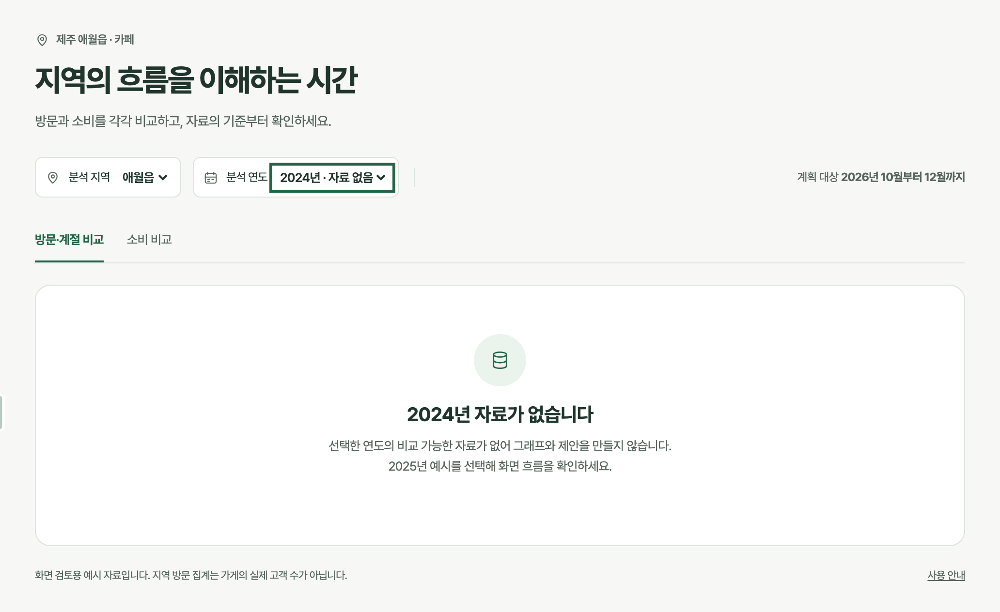 제주 애월읍 · 카페
지역의 흐름을 이해하는 시간
방문과 소비를 각각 비교하고, 자료의 기준부터 확인하세요.
분석 지역 애월읍
분석 연도 2024년 · 자료 없음
계획 대상 2026년 10월부터 12월까지
방문·계절 비교
소비 비교
2024년 자료가 없습니다
선택한 연도의 비교 가능한 자료가 없어 그래프와 제안을 만들지 않습니다.
2025년 예시를 선택해 화면 흐름을 확인하세요.
화면 검토용 예시 자료입니다. 지역 방문 집계는 가게의 실제 고객 수가 아닙니다.
사용 안내